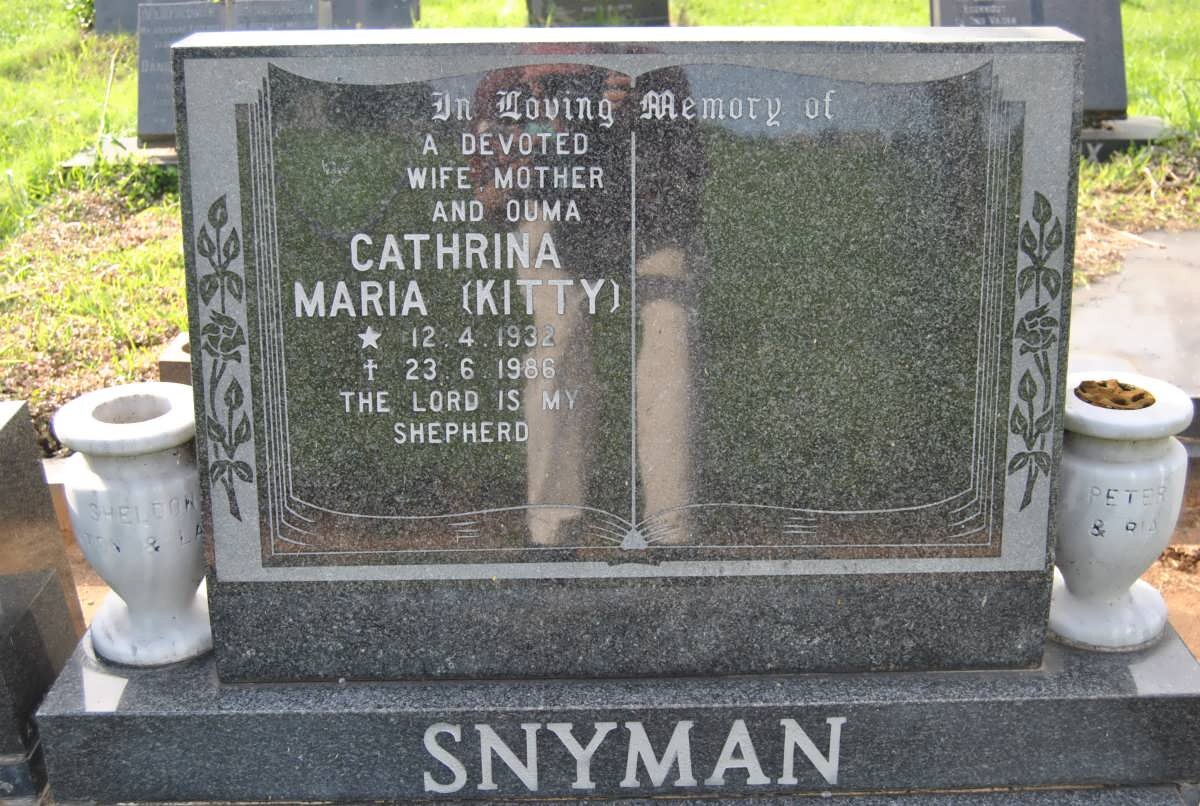 In Loving Memory of
A DEVOTED
WIFE MOTHER
AND OUMA
CATHRINA
MARIA (KITTY)
★ 12.4.1932
† 23.6.1986
THE LORD IS MY
SHEPHERD
PETER
& RIA
SNYMAN